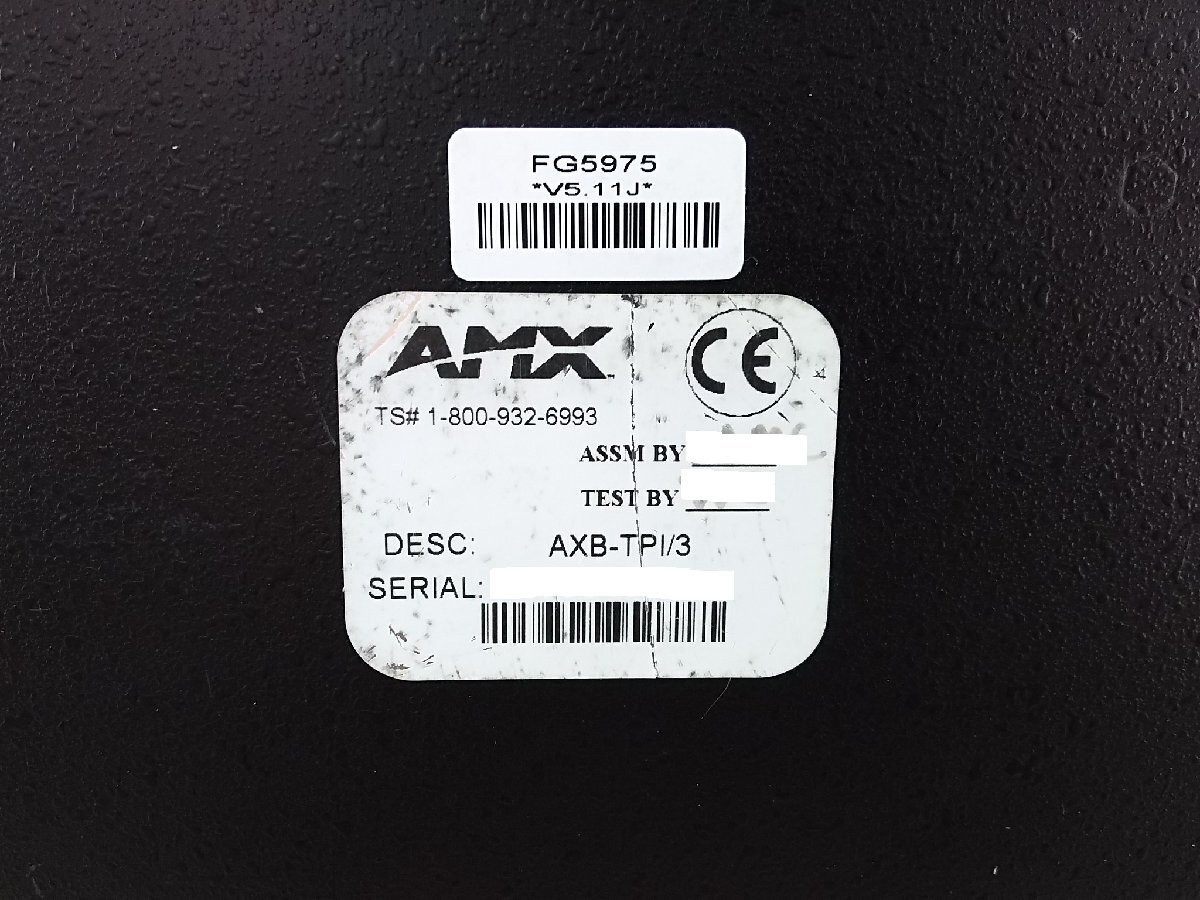 FG5975
*V5.11J*
AMX
CE
TS# 1-800-932-6993
ASSM BY
TEST BY
DESC: AXB-TPI/3
SERIAL: